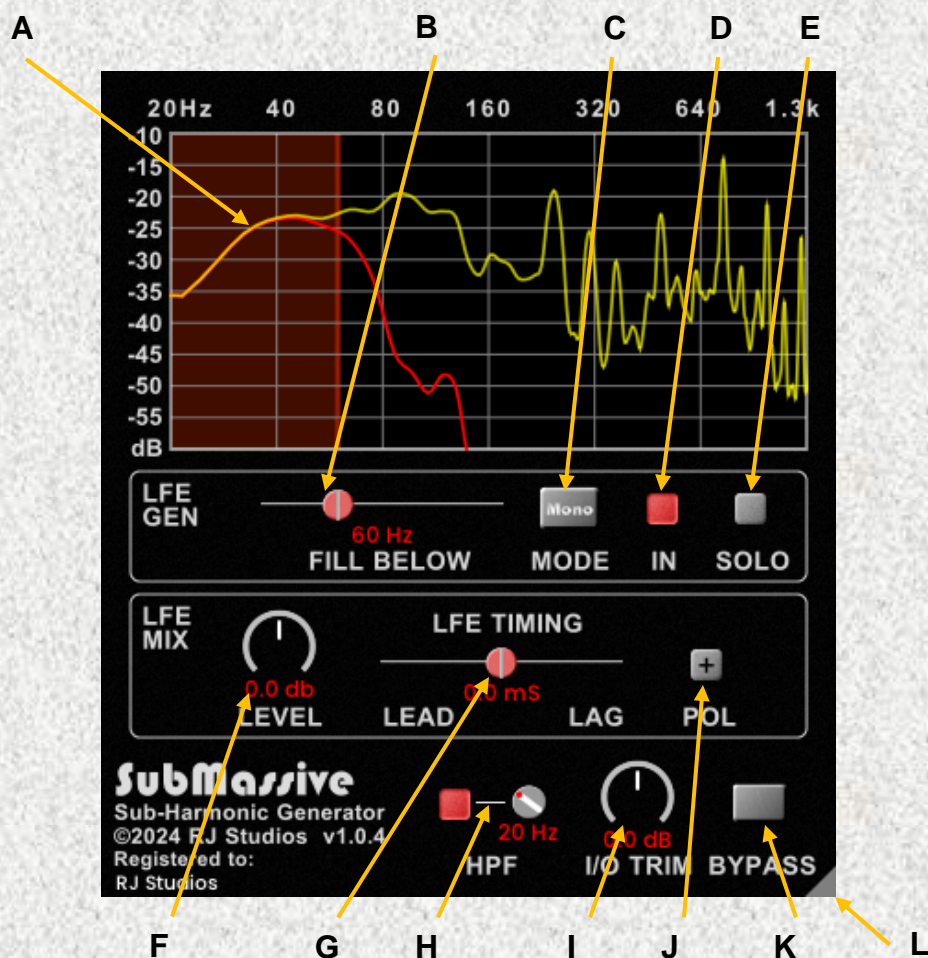 A B C D E
20Hz 40 80 160 320 640 1.3k
-10
-15
-20
-25
-30
-35
-40
-45
-50
-55
dB
LFE
GEN
Mono
60 Hz
FILL BELOW MODE IN SOLO
LFE
MIX
LFE TIMING
+
0.0 db 0.0 mS
LEVEL LEAD LAG POL
SubMassive
Sub-Harmonic Generator
©2024 RJ Studios v1.0.4
Registered to:
RJ Studios
20 Hz 0.0 dB
HPF I/O TRIM BYPASS
F G H I J K L